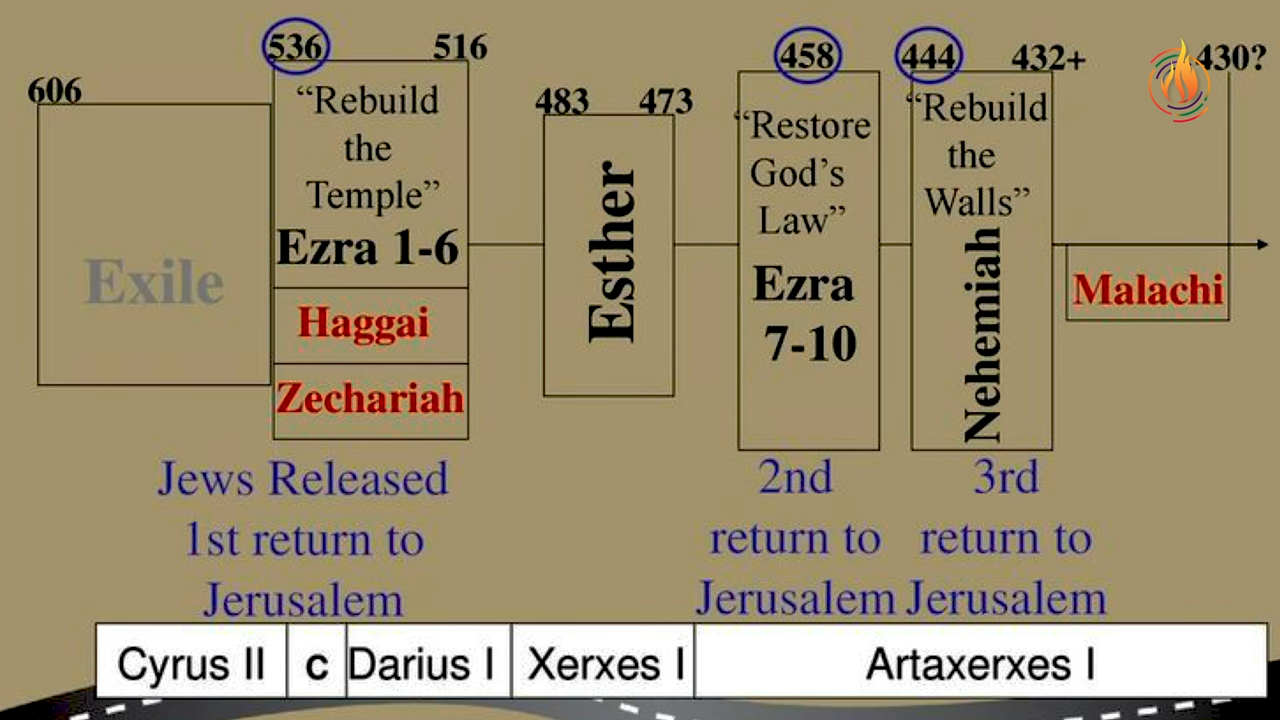 606
536
516
"Rebuild
the
Temple"
Ezra 1-6
Haggai
Zechariah
Exile
483
473
Esther
458
"Restore
God's
Law"
Ezra
7-10
444
432+
"Rebuild
the
Walls"
Nehemiah
430?
Malachi
Jews Released
1st return to
Jerusalem
2nd
return to
Jerusalem
3rd
return to
Jerusalem
Cyrus II
c
Darius I
Xerxes I
Artaxerxes I